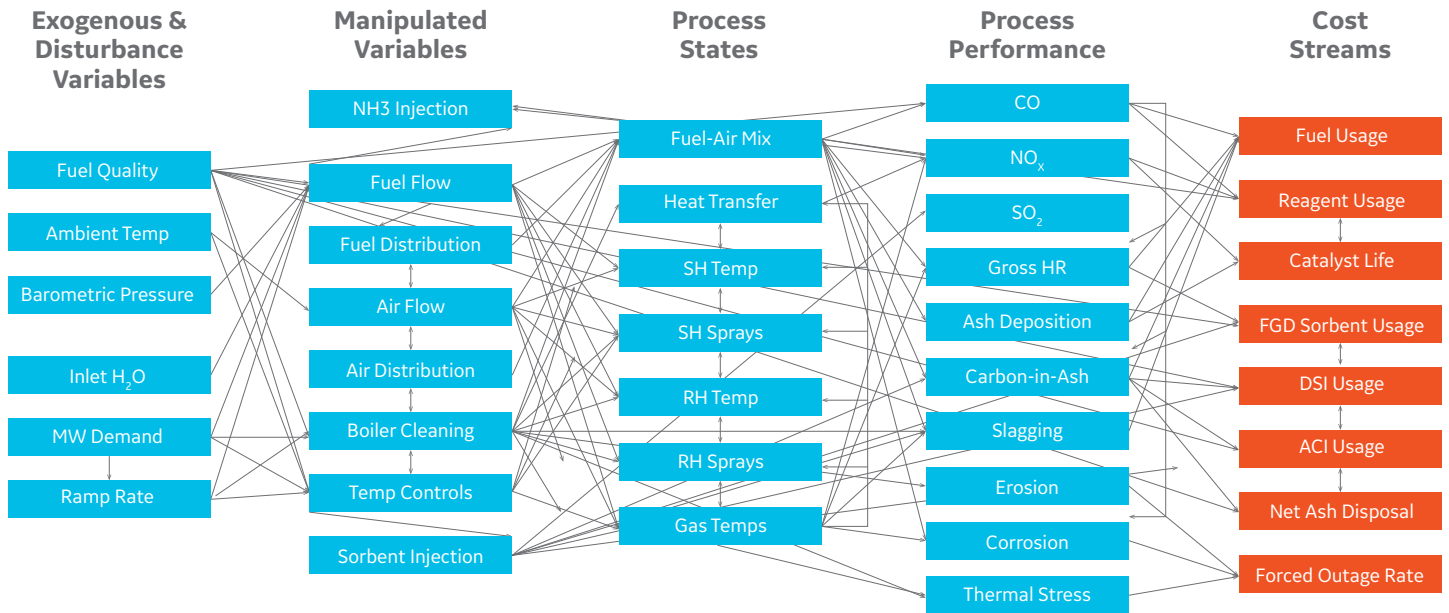 Exogenous &
Disturbance
Variables
Fuel Quality
Ambient Temp
Barometric Pressure
Inlet H₂O
MW Demand
Ramp Rate
Manipulated
Variables
NH3 Injection
Fuel Flow
Fuel Distribution
Air Flow
Air Distribution
Boiler Cleaning
Temp Controls
Sorbent Injection
Process
States
Fuel-Air Mix
Heat Transfer
SH Temp
SH Sprays
RH Temp
RH Sprays
Gas Temps
Process
Performance
CO
NOₓ
SO₂
Gross HR
Ash Deposition
Carbon-in-Ash
Slagging
Erosion
Corrosion
Thermal Stress
Cost
Streams
Fuel Usage
Reagent Usage
Catalyst Life
FGD Sorbent Usage
DSI Usage
ACI Usage
Net Ash Disposal
Forced Outage Rate